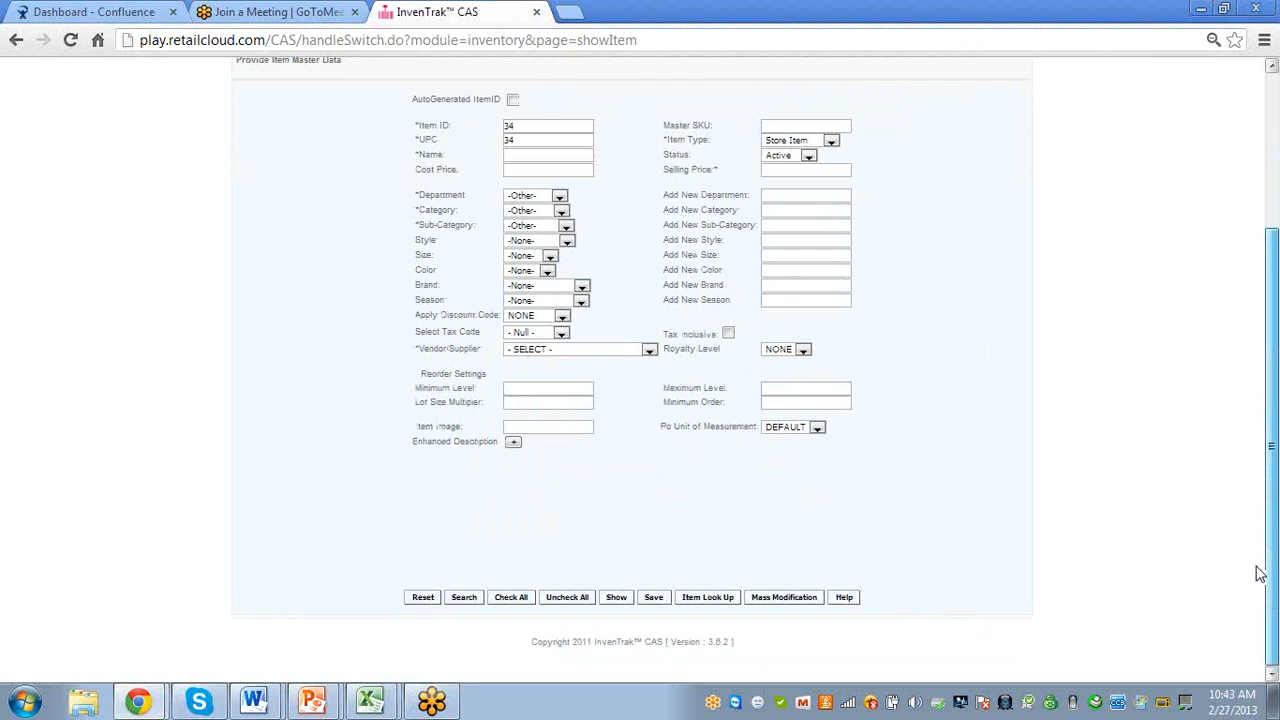 Dashboard - Confluence
Join a Meeting | GoToMee
InvenTrak™ CAS
play.retailcloud.com/CAS/handleSwitch.do?module=inventory&page=showItem
Provide Item Master Data
AutoGenerated ItemID
*Item ID: 34 Master SKU:
*UPC 34 *Item Type: Store Item
*Name: Status: Active
Cost Price. Selling Price:*
*Department -Other- Add New Department:
*Category: -Other- Add New Category:
*Sub-Category: -Other- Add New Sub-Category:
Style: -None- Add New Style:
Size: -None- Add New Size:
Color -None- Add New Color
Brand: -None- Add New Brand
Season: -None- Add New Season
Apply Discount Code: NONE
Select Tax Code - Null - Tax Inclusive:
*Vendor/Supplier - SELECT - Royalty Level NONE
Reorder Settings
Minimum Level: Maximum Level:
Lot Size.Multiplier: Minimum Order:
Item Image: Po Unit of Measurement: DEFAULT
Enhanced Description +
Reset Search Check All Uncheck All Show Save Item Look Up Mass Modification Help
Copyright 2011 InvenTrak™ CAS [ Version : 3.6.2 ]
10:43 AM
2/27/2013